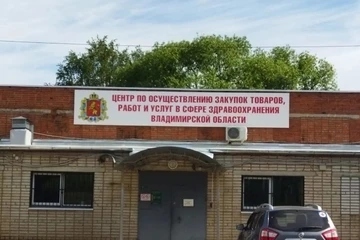 ЦЕНТР ПО ОСУЩЕСТВЛЕНИЮ ЗАКУПОК ТОВАРОВ,
РАБОТ И УСЛУГ В СФЕРЕ ЗДРАВООХРАНЕНИЯ
ВЛАДИМИРСКОЙ ОБЛАСТИ